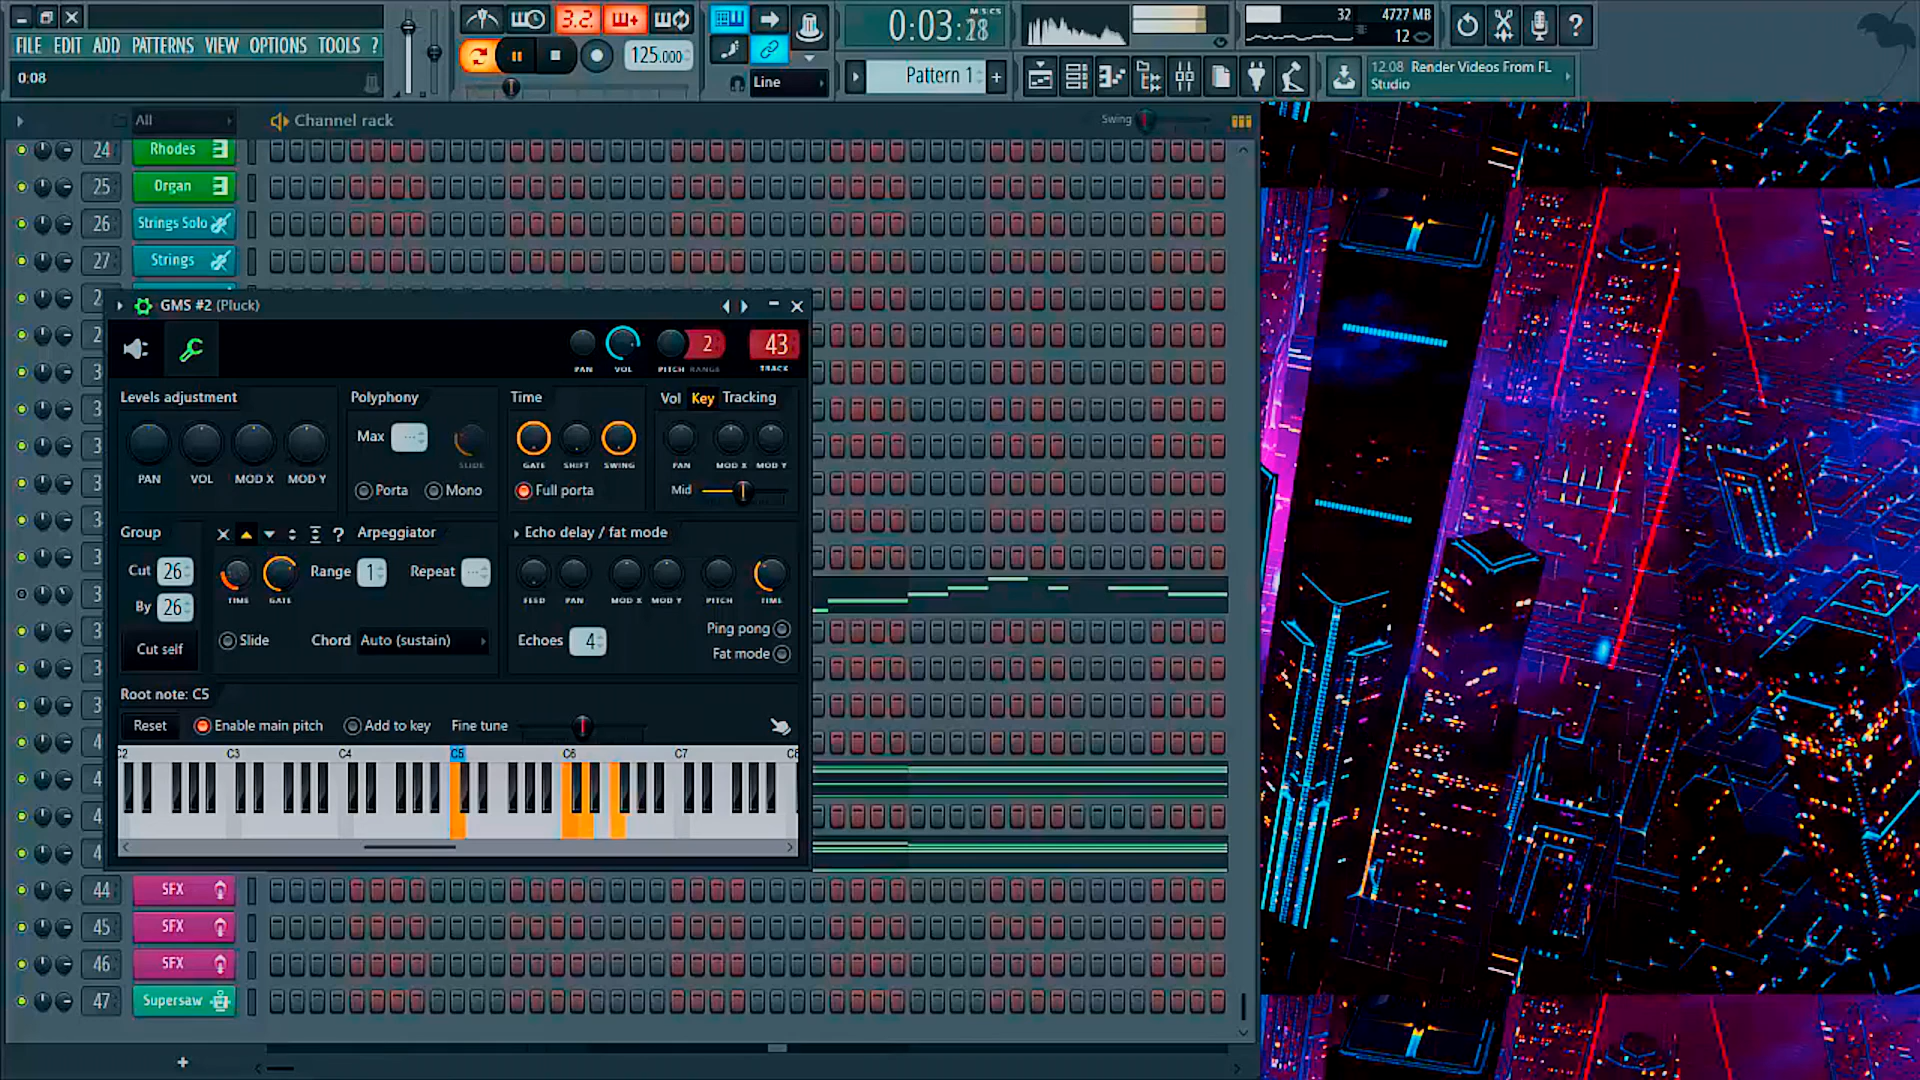 FILE EDIT ADD PATTERNS VIEW OPTIONS TOOLS ?
0:08
3.2.
125.000
Line
0:03:28
M:S:CS
Pattern 1
+
32
4727 MB
12
?
12.08 Render Videos From FL
Studio
All
Channel rack
Swing
24 Rhodes
25 Organ
26 Strings Solo
27 Strings
GMS #2 (Pluck)
PAN VOL PITCH RANGE TRACK
2
43
Levels adjustment
PAN VOL MOD X MOD Y
Polyphony
Max
SLIDE
Porta Mono
Time
GATE SHIFT SWING
Full porta
Vol Key Tracking
PAN MOD X MOD Y
Mid
Group
Cut 26
By 26
Cut self
? Arpeggiator
TIME GATE
Range 1 Repeat
Slide Chord Auto (sustain)
Echo delay / fat mode
FEED PAN MOD X MOD Y PITCH TIME
Echoes 4
Ping pong
Fat mode
Root note: C5
Reset Enable main pitch Add to key Fine tune
C2 C3 C4 C5 C6 C7 C8
44 SFX
45 SFX
46 SFX
47 Supersaw
+